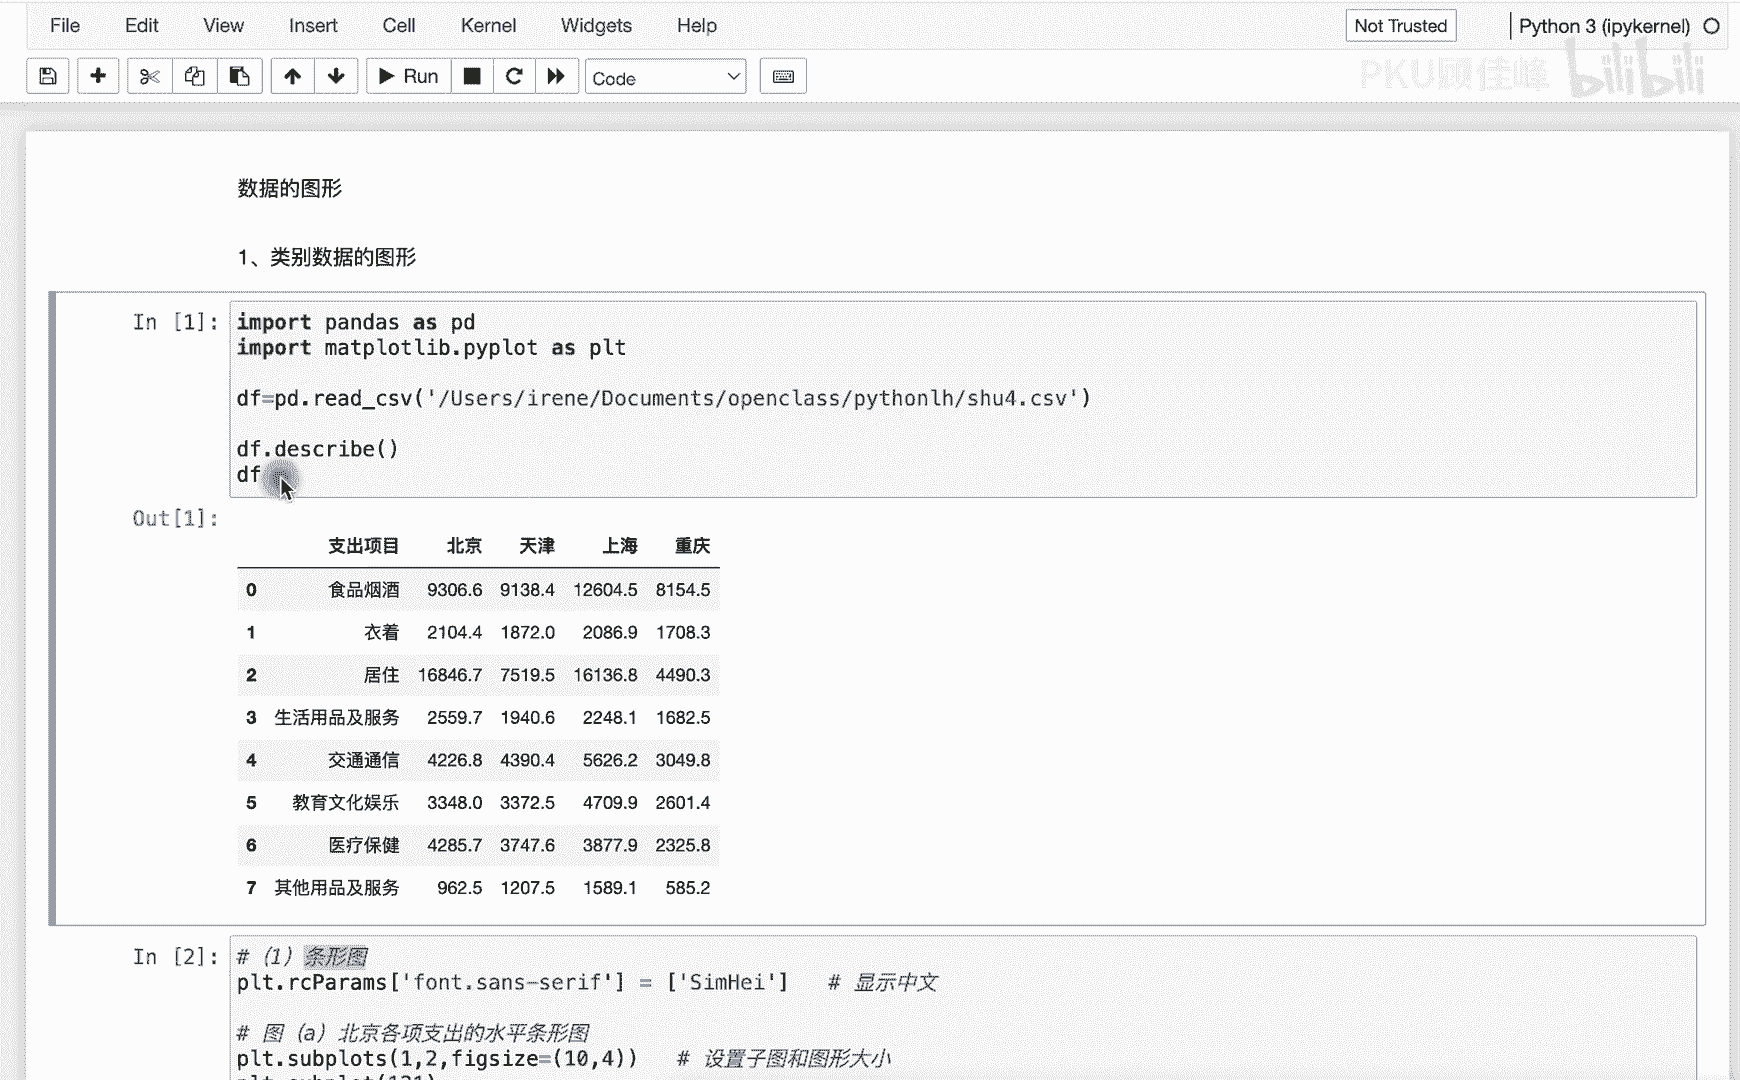 File Edit View Insert Cell Kernel Widgets Help Not Trusted Python 3 (ipykernel)
Run Code PKU顾佳峰 bilibili
数据的图形
1、类别数据的图形
In [1]: import pandas as pd
import matplotlib.pyplot as plt
df=pd.read_csv('/Users/irene/Documents/openclass/pythonlh/shu4.csv')
df.describe()
df
Out[1]:
支出项目 北京 天津 上海 重庆
0 食品烟酒 9306.6 9138.4 12604.5 8154.5
1 衣着 2104.4 1872.0 2086.9 1708.3
2 居住 16846.7 7519.5 16136.8 4490.3
3 生活用品及服务 2559.7 1940.6 2248.1 1682.5
4 交通通信 4226.8 4390.4 5626.2 3049.8
5 教育文化娱乐 3348.0 3372.5 4709.9 2601.4
6 医疗保健 4285.7 3747.6 3877.9 2325.8
7 其他用品及服务 962.5 1207.5 1589.1 585.2
In [2]: # (1) 条形图
plt.rcParams['font.sans-serif'] = ['SimHei'] # 显示中文
# 图 (a) 北京各项支出的水平条形图
plt.subplots(1,2,figsize=(10,4)) # 设置子图和图形大小
plt.subplot(121)